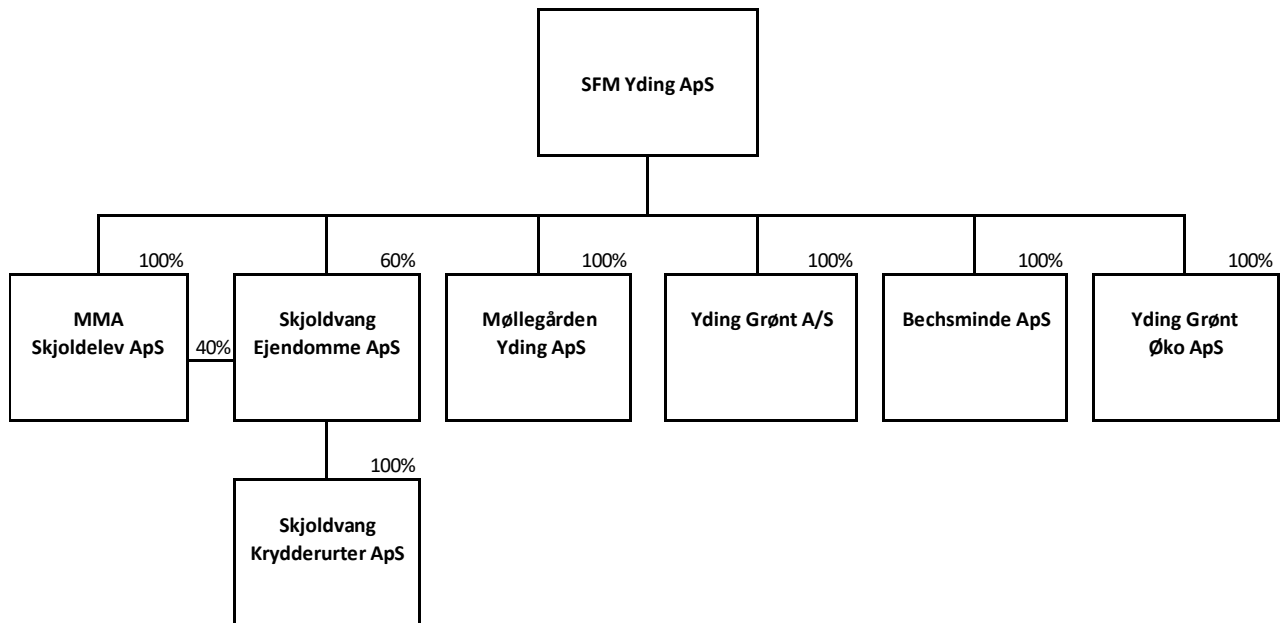 SFM Yding ApS
100%
60%
100%
100%
100%
100%
MMA
Skjoldelev ApS
40%
Skjoldvang
Ejendomme ApS
Møllegården
Yding ApS
Yding Grønt A/S
Bechsminde ApS
Yding Grønt
Øko ApS
100%
Skjoldvang
Krydderurter ApS